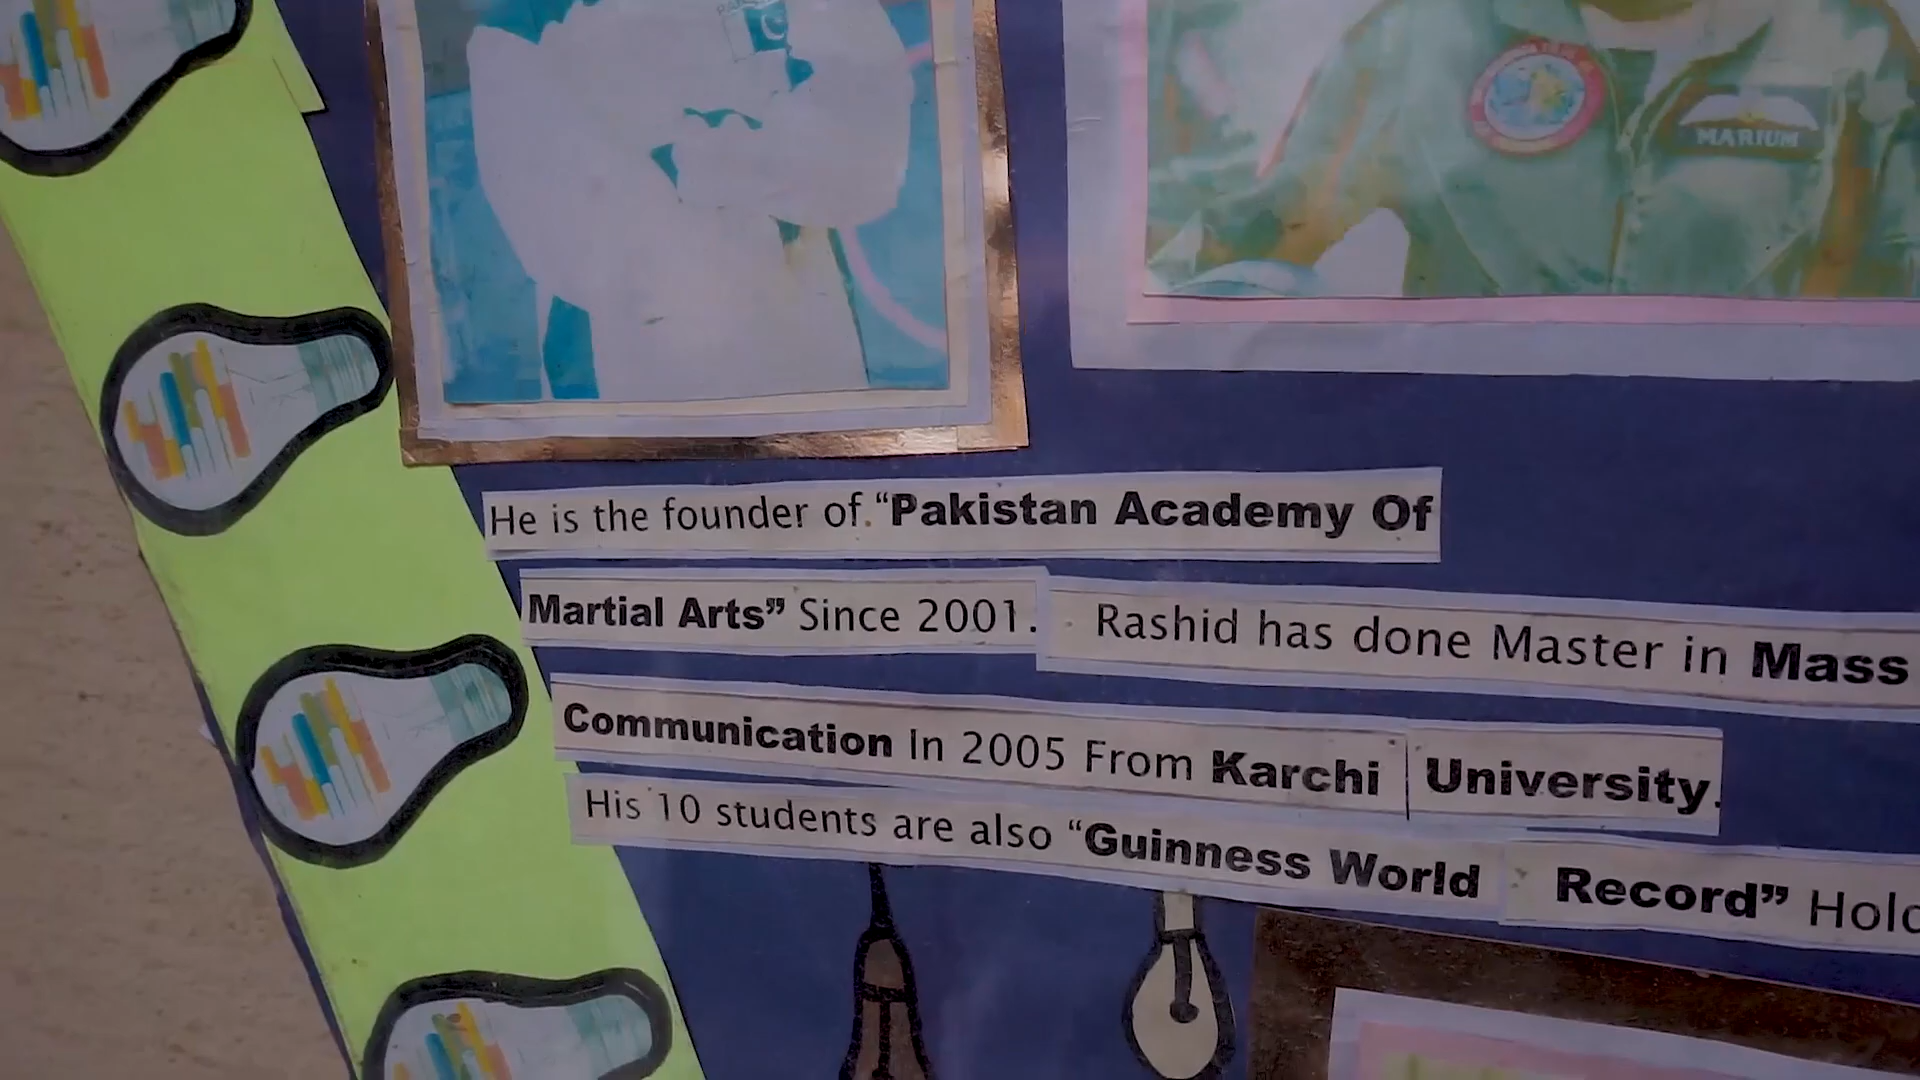 MARIUM
He is the founder of "Pakistan Academy Of
Martial Arts" Since 2001. Rashid has done Master in Mass
Communication In 2005 From Karchi University.
His 10 students are also "Guinness World Record" Hold